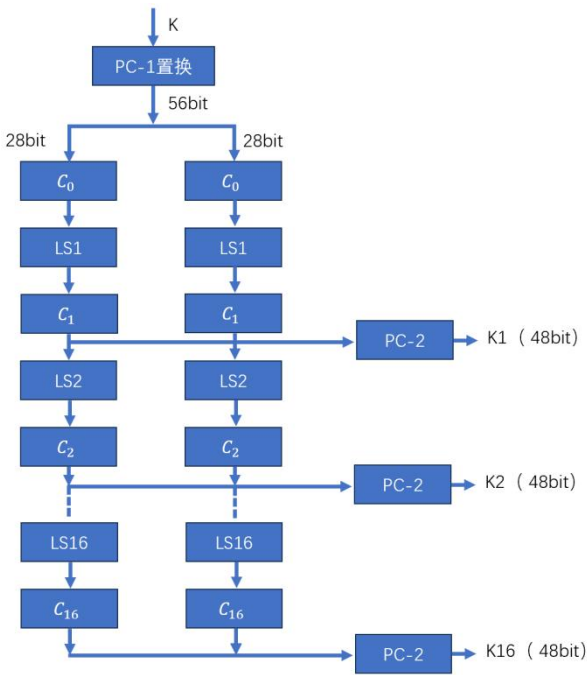 K
PC-1置换
56bit
28bit 28bit
C₀ C₀
LS1 LS1
C₁ C₁
PC-2 K1 ( 48bit)
LS2 LS2
C₂ C₂
PC-2 K2 ( 48bit)
LS16 LS16
C₁₆ C₁₆
PC-2 K16 ( 48bit)